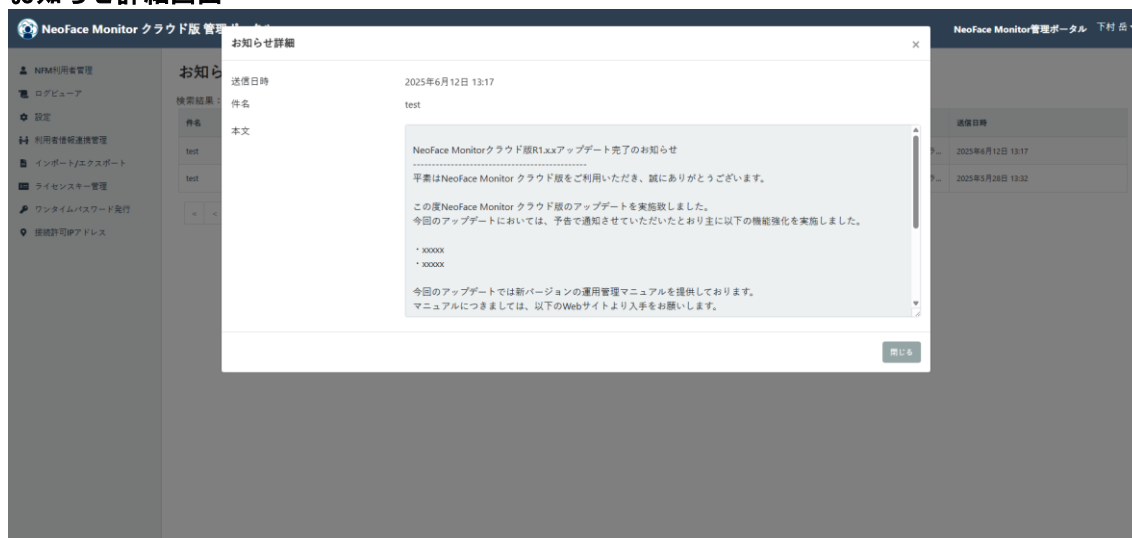 お知らせ詳細画面
NeoFace Monitor クラウド版 管理ポータル
NeoFace Monitor管理ポータル 下村 岳
お知らせ詳細 ×
NFM利用者管理
ログビューア
設定
利用者情報連携管理
インポート/エクスポート
ライセンスキー管理
ワンタイムパスワード発行
接続許可IPアドレス
お知ら
検索結果：
件名 送信日時
test 2025年6月12日 13:17
test 2025年5月28日 13:32
送信日時 2025年6月12日 13:17
件名 test
本文
NeoFace Monitorクラウド版R1.x.xアップデート完了のお知らせ
----------------------------------------------
平素はNeoFace Monitor クラウド版をご利用いただき、誠にありがとうございます。
この度NeoFace Monitor クラウド版のアップデートを実施致しました。
今回のアップデートにおいては、予告で通知させていただいたとおり主に以下の機能強化を実施しました。
・xxxxx
・xxxxx
今回のアップデートでは新バージョンの運用管理マニュアルを提供しております。
マニュアルにつきましては、以下のWebサイトより入手をお願いします。
閉じる